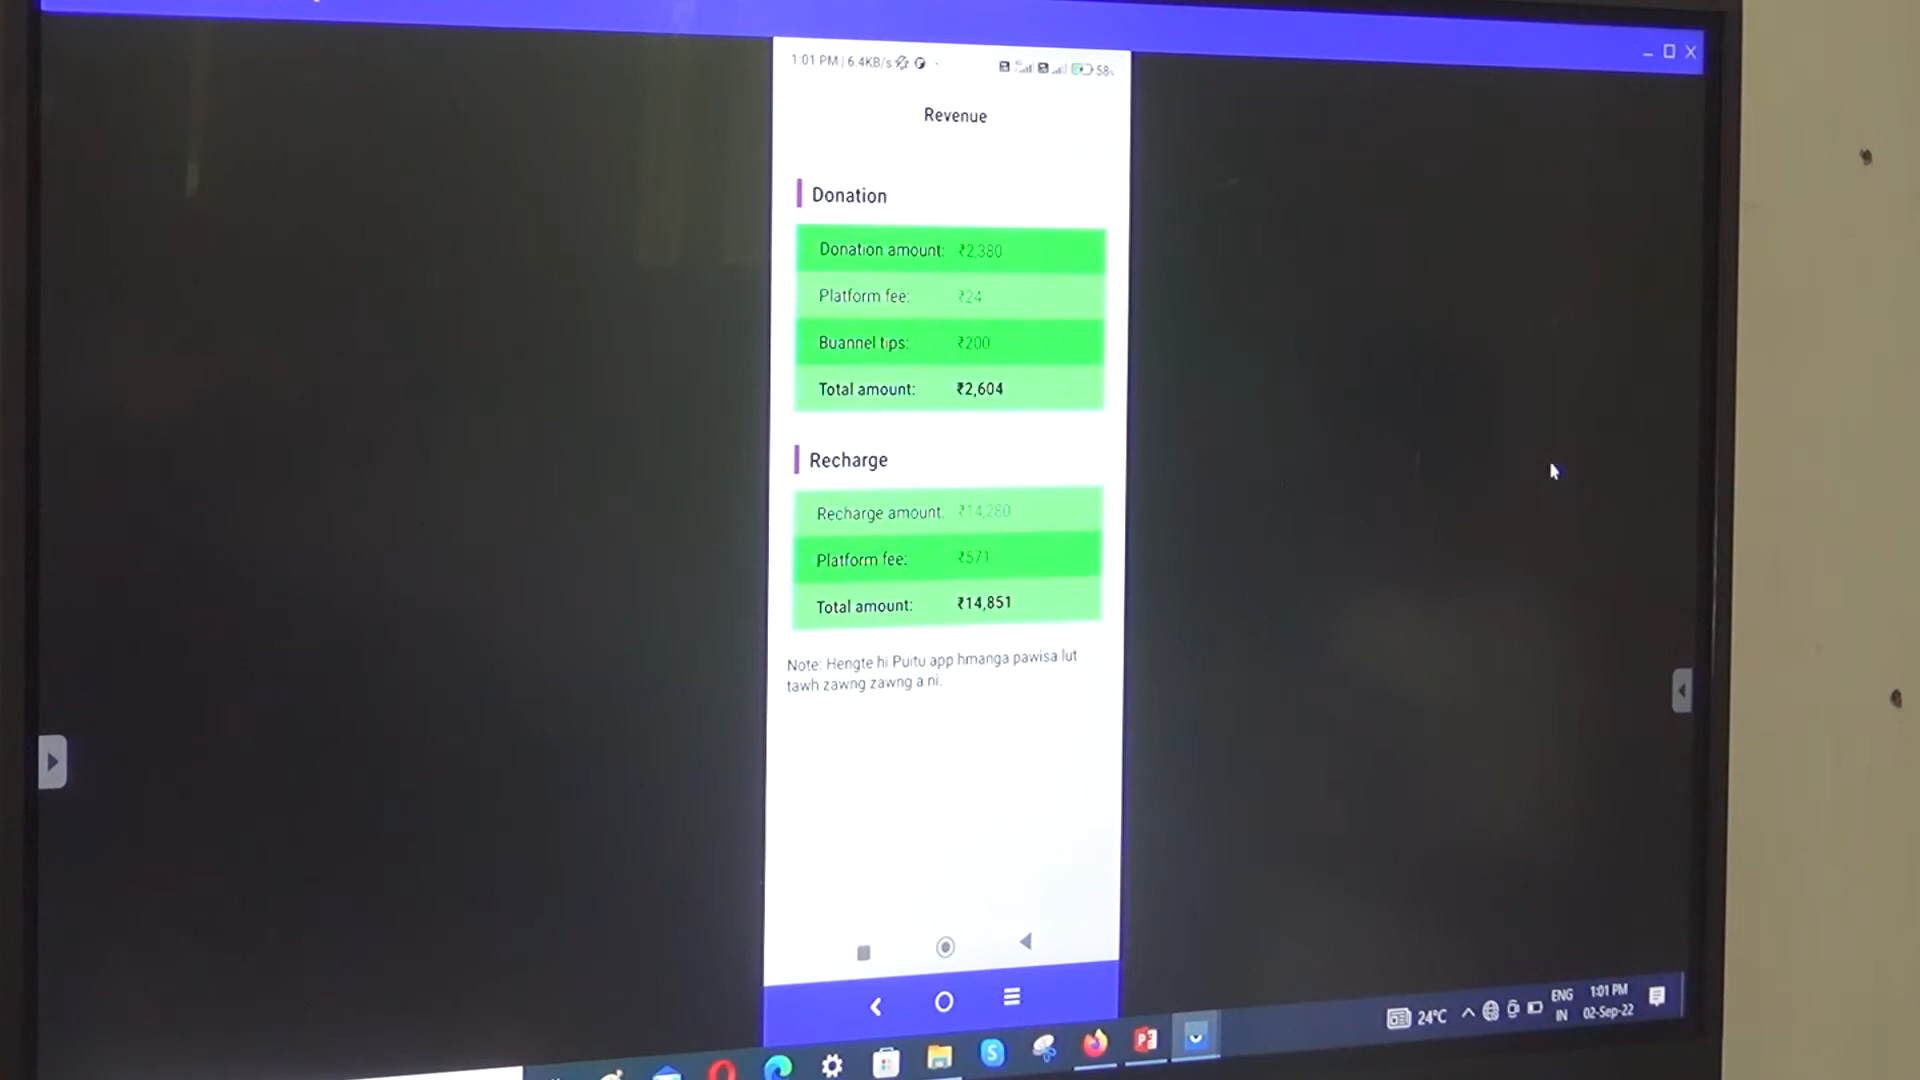 1:01 PM | 6.4KB/s
58%
Revenue
Donation
Donation amount: ₹2,380
Platform fee: ₹24
Buannel tips: ₹200
Total amount: ₹2,604
Recharge
Recharge amount: ₹14,280
Platform fee: ₹571
Total amount: ₹14,851
Note: Hengte hi Puitu app hmanga pawisa lut
tawh zawng zawng a ni.
24°C
ENG
IN
1:01 PM
02-Sep-22